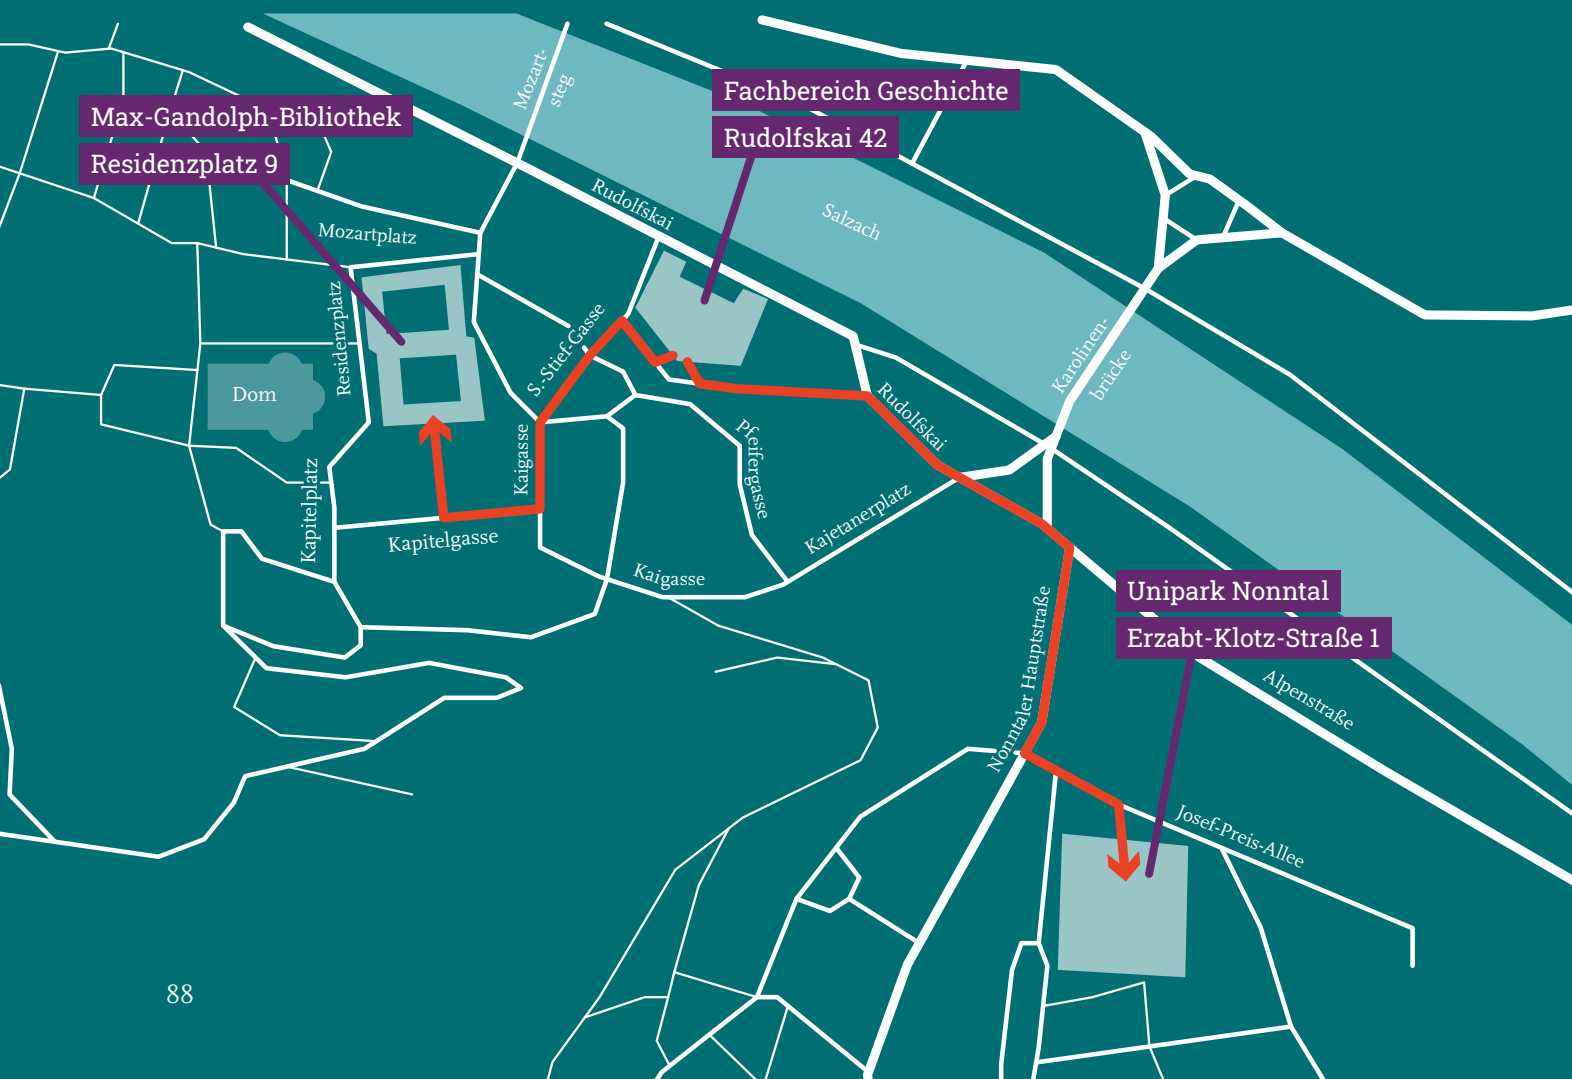 Mozart-
steg
Fachbereich Geschichte
Rudolfskai 42
Max-Gandolph-Bibliothek
Residenzplatz 9
Rudolfskai
Salzach
Mozartplatz
Residenzplatz
S.-Stief-Gasse
Karolinen-
brücke
Dom
Rudolfskai
Kaigasse
Pfeifergasse
Kapitelplatz
Kapitelgasse
Kajetanerplatz
Kaigasse
Unipark Nonntal
Erzabt-Klotz-Straße 1
Nonntaler Hauptstraße
Alpenstraße
Josef-Preis-Allee
88